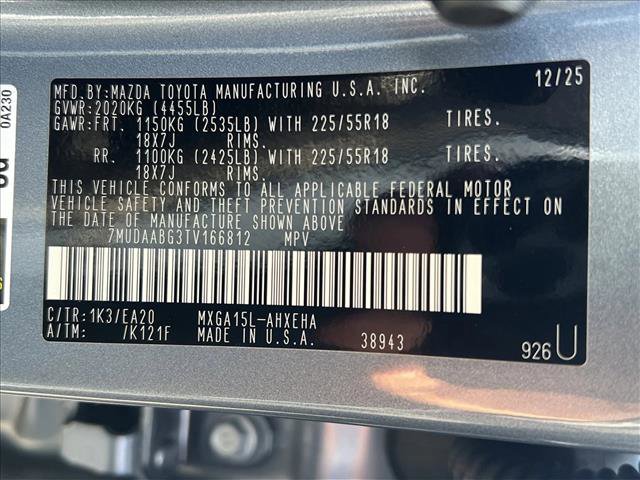 MFD.BY:MAZDA TOYOTA MANUFACTURING U.S.A. INC. 12/25
GVWR:2020KG (4455LB)
GAWR:FRT. 1150KG (2535LB) WITH 225/55R18 TIRES.
18X7J RIMS.
RR. 1100KG (2425LB) WITH 225/55R18 TIRES.
18X7J RIMS.
THIS VEHICLE CONFORMS TO ALL APPLICABLE FEDERAL MOTOR
VEHICLE SAFETY AND THEFT PREVENTION STANDARDS IN EFFECT ON
THE DATE OF MANUFACTURE SHOWN ABOVE
7MUDAABG3TV166812 MPV
C/TR:1K3/EA20 MXGA15L-AHXEHA
A/TM: /K121F MADE IN U.S.A. 38943
926U
0A230